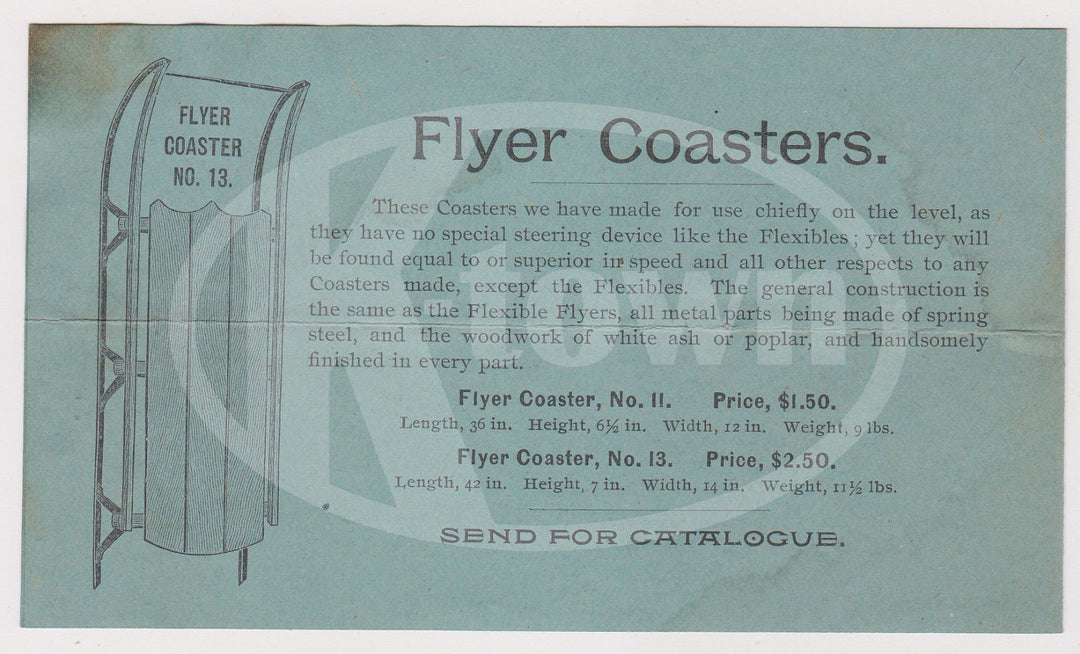 FLYER
COASTER
NO. 13.
Flyer Coasters.
These Coasters we have made for use chiefly on the level, as
they have no special steering device like the Flexibles; yet they will
be found equal to or superior in speed and all other respects to any
Coasters made, except the Flexibles. The general construction is
the same as the Flexible Flyers, all metal parts being made of spring
steel, and the woodwork of white ash or poplar, and handsomely
finished in every part.
Flyer Coaster, No. 11. Price, $1.50.
Length, 36 in. Height, 6½ in. Width, 12 in. Weight, 9 lbs.
Flyer Coaster, No. 13. Price, $2.50.
Length, 42 in. Height, 7 in. Width, 14 in. Weight, 11½ lbs.
SEND FOR CATALOGUE.
K-town